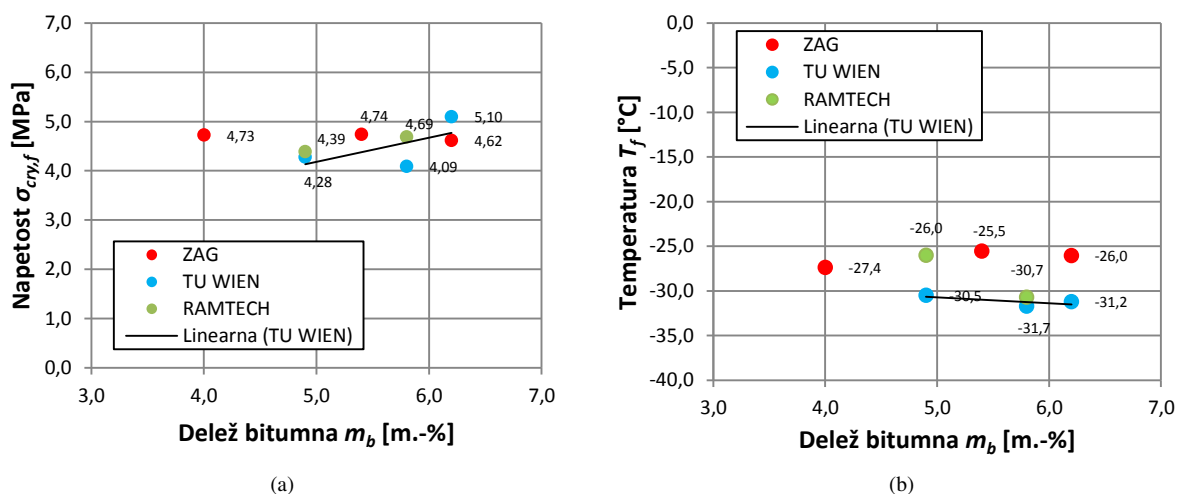 7,0
6,0
5,0
4,0
3,0
2,0
1,0
0,0
Napetost σcry,f [MPa]
4,73
4,39
4,28
4,74
4,69
4,09
5,10
4,62
ZAG
TU WIEN
RAMTECH
Linearna (TU WIEN)
3,0 4,0 5,0 6,0 7,0
Delež bitumna mb [m.-%]
(a)
0,0
-5,0
-10,0
-15,0
-20,0
-25,0
-30,0
-35,0
-40,0
Temperatura Tf [°C]
ZAG
TU WIEN
RAMTECH
Linearna (TU WIEN)
-27,4
-26,0
-30,5
-25,5
-30,7
-31,7
-26,0
-31,2
3,0 4,0 5,0 6,0 7,0
Delež bitumna mb [m.-%]
(b)